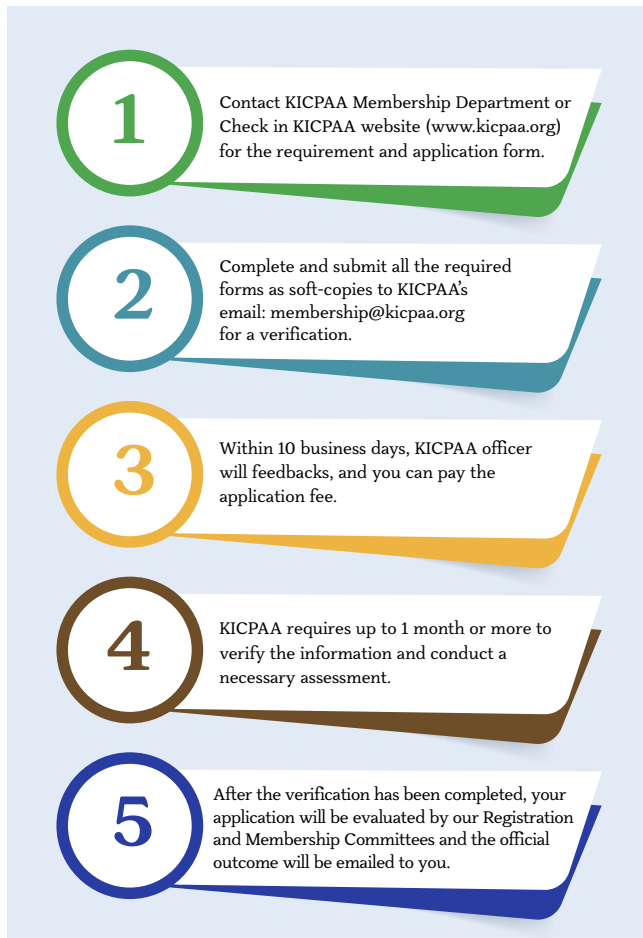 1
Contact KICPAA Membership Department or
Check in KICPAA website (www.kicpaa.org)
for the requirement and application form.
2
Complete and submit all the required
forms as soft-copies to KICPAA's
email: membership@kicpaa.org
for a verification.
3
Within 10 business days, KICPAA officer
will feedbacks, and you can pay the
application fee.
4
KICPAA requires up to 1 month or more to
verify the information and conduct a
necessary assessment.
5
After the verification has been completed, your
application will be evaluated by our Registration
and Membership Committees and the official
outcome will be emailed to you.